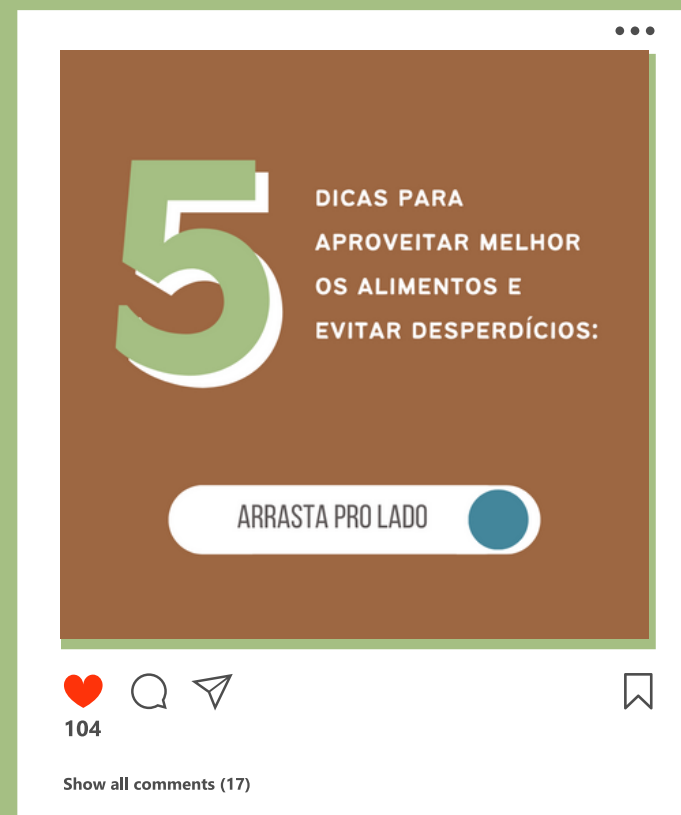 5
DICAS PARA
APROVEITAR MELHOR
OS ALIMENTOS E
EVITAR DESPERDÍCIOS:
ARRASTA PRO LADO
104
Show all comments (17)